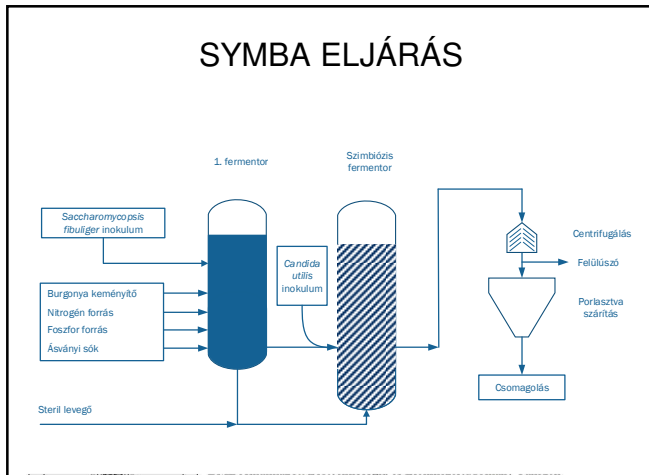 SYMBA ELJÁRÁS
1. fermentor
Szimbiózis
fermentor
Saccharomycopsis
fibuliger inokulum
Candida
utilis
inokulum
Centrifugálás
Felülúszó
Burgonya keményítő
Nitrogén forrás
Foszfor forrás
Ásványi sók
Porlasztva
szárítás
Csomagolás
Steril levegő